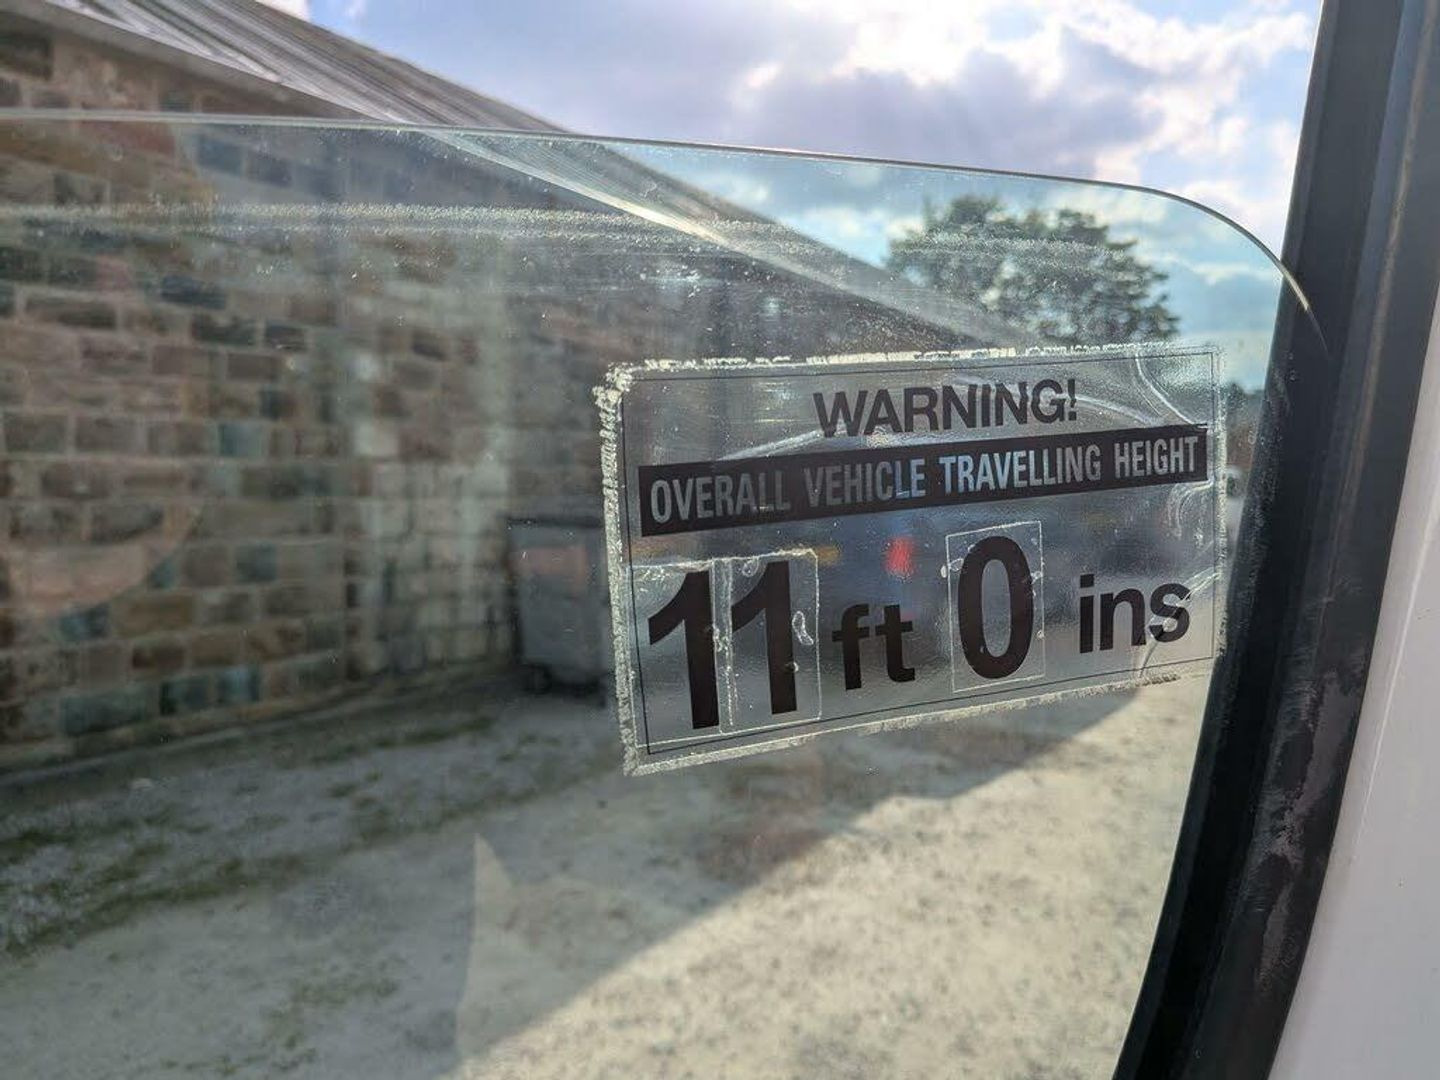 WARNING!
OVERALL VEHICLE TRAVELLING HEIGHT
11 ft 0 ins